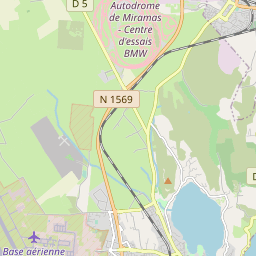 D 5
Autodrome
de Miramas
- Centre
d'essais
BMW
N 1569
D
Base aérienne